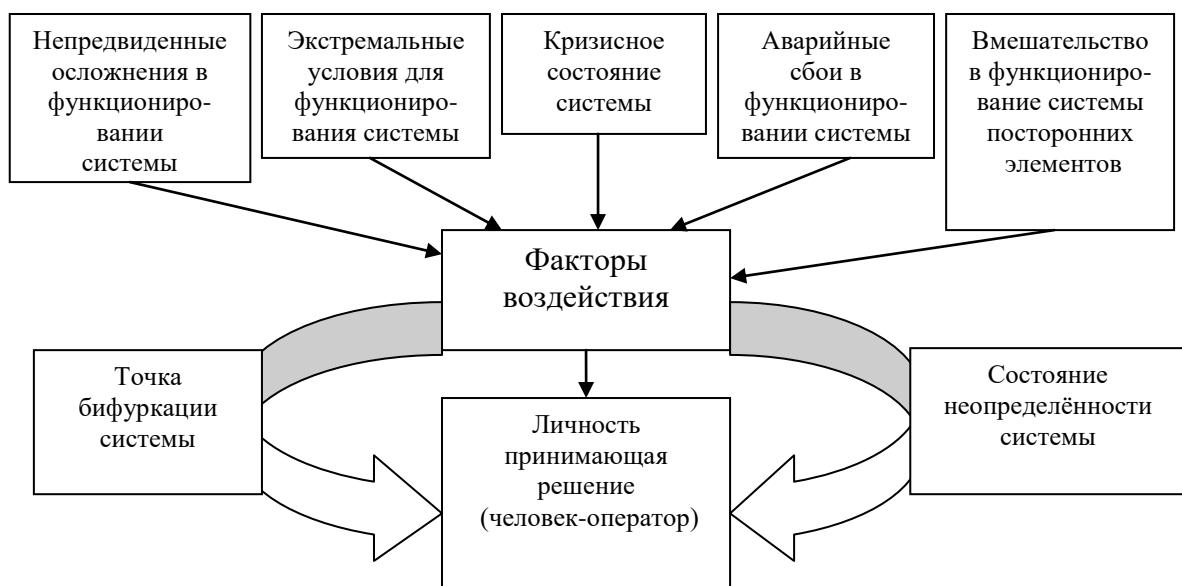 Непредвиденные
осложнения в
функциониро-
вании
системы
Экстремальные
условия для
функциониро-
вания системы
Кризисное
состояние
системы
Аварийные
сбои в
функциониро-
вании системы
Вмешательство
в функциониро-
вание системы
посторонних
элементов
Факторы
воздействия
Точка
бифуркации
системы
Личность
принимающая
решение
(человек-оператор)
Состояние
неопределённости
системы